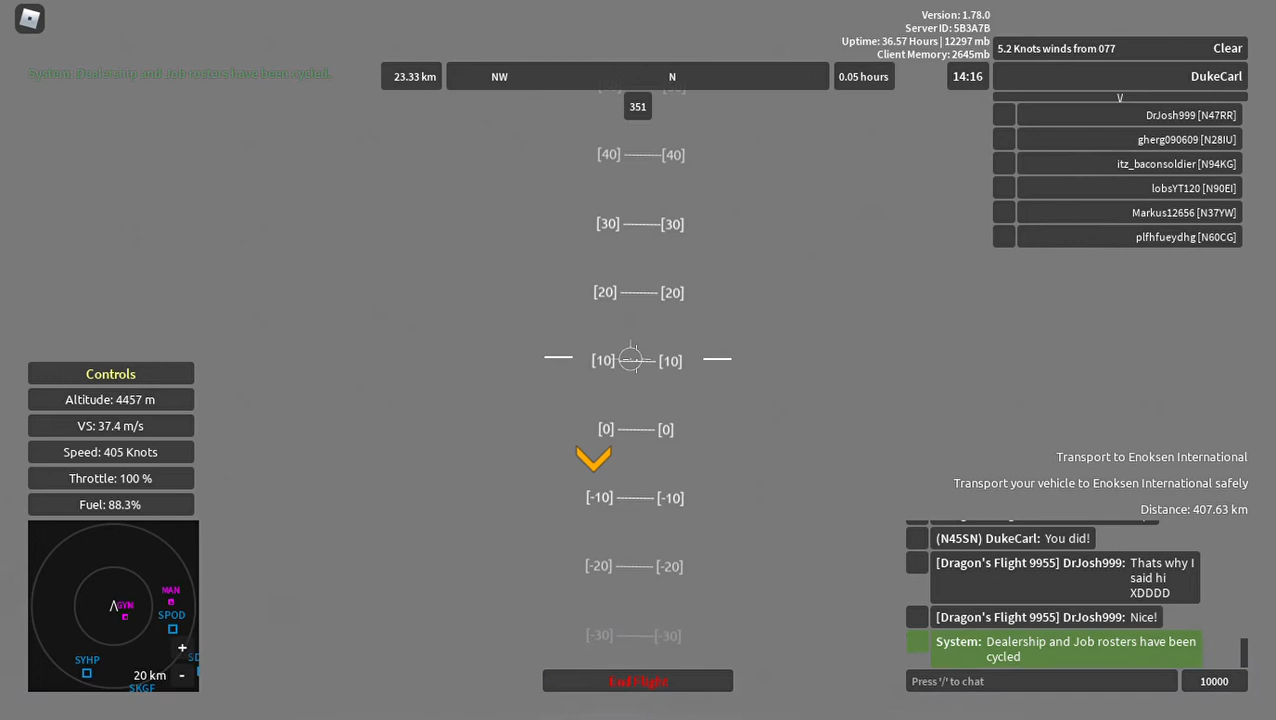 Version: 1.78.0
Server ID: 5B3A7B
Uptime: 36.57 Hours | 12297 mb
Client Memory: 2645mb
5.2 Knots winds from 077 Clear
System: Dealership and Job rosters have been cycled.
23.33 km NW N 0.05 hours 14:16 DukeCarl
V
351
DrJosh999 [N47RR]
gherg090609 [N28IU]
itz_baconsoldier [N94KG]
lobsYT120 [N90EI]
Markus12656 [N37YW]
plfhfueydhg [N60CG]
[40] [40]
[30] [30]
[20] [20]
[10] [10]
[0] [0]
[-10] [-10]
[-20] [-20]
[-30] [-30]
Controls
Altitude: 4457 m
VS: 37.4 m/s
Speed: 405 Knots
Throttle: 100 %
Fuel: 88.3%
GYM
MAN
SPOD
SYHP
SKGF
+
20 km -
End Flight
Transport to Enoksen International
Transport your vehicle to Enoksen International safely
Distance: 407.63 km
(N45SN) DukeCarl: You did!
[Dragon's Flight 9955] DrJosh999: Thats why I
said hi
XDDDD
[Dragon's Flight 9955] DrJosh999: Nice!
System: Dealership and Job rosters have been
cycled
Press '/' to chat 10000